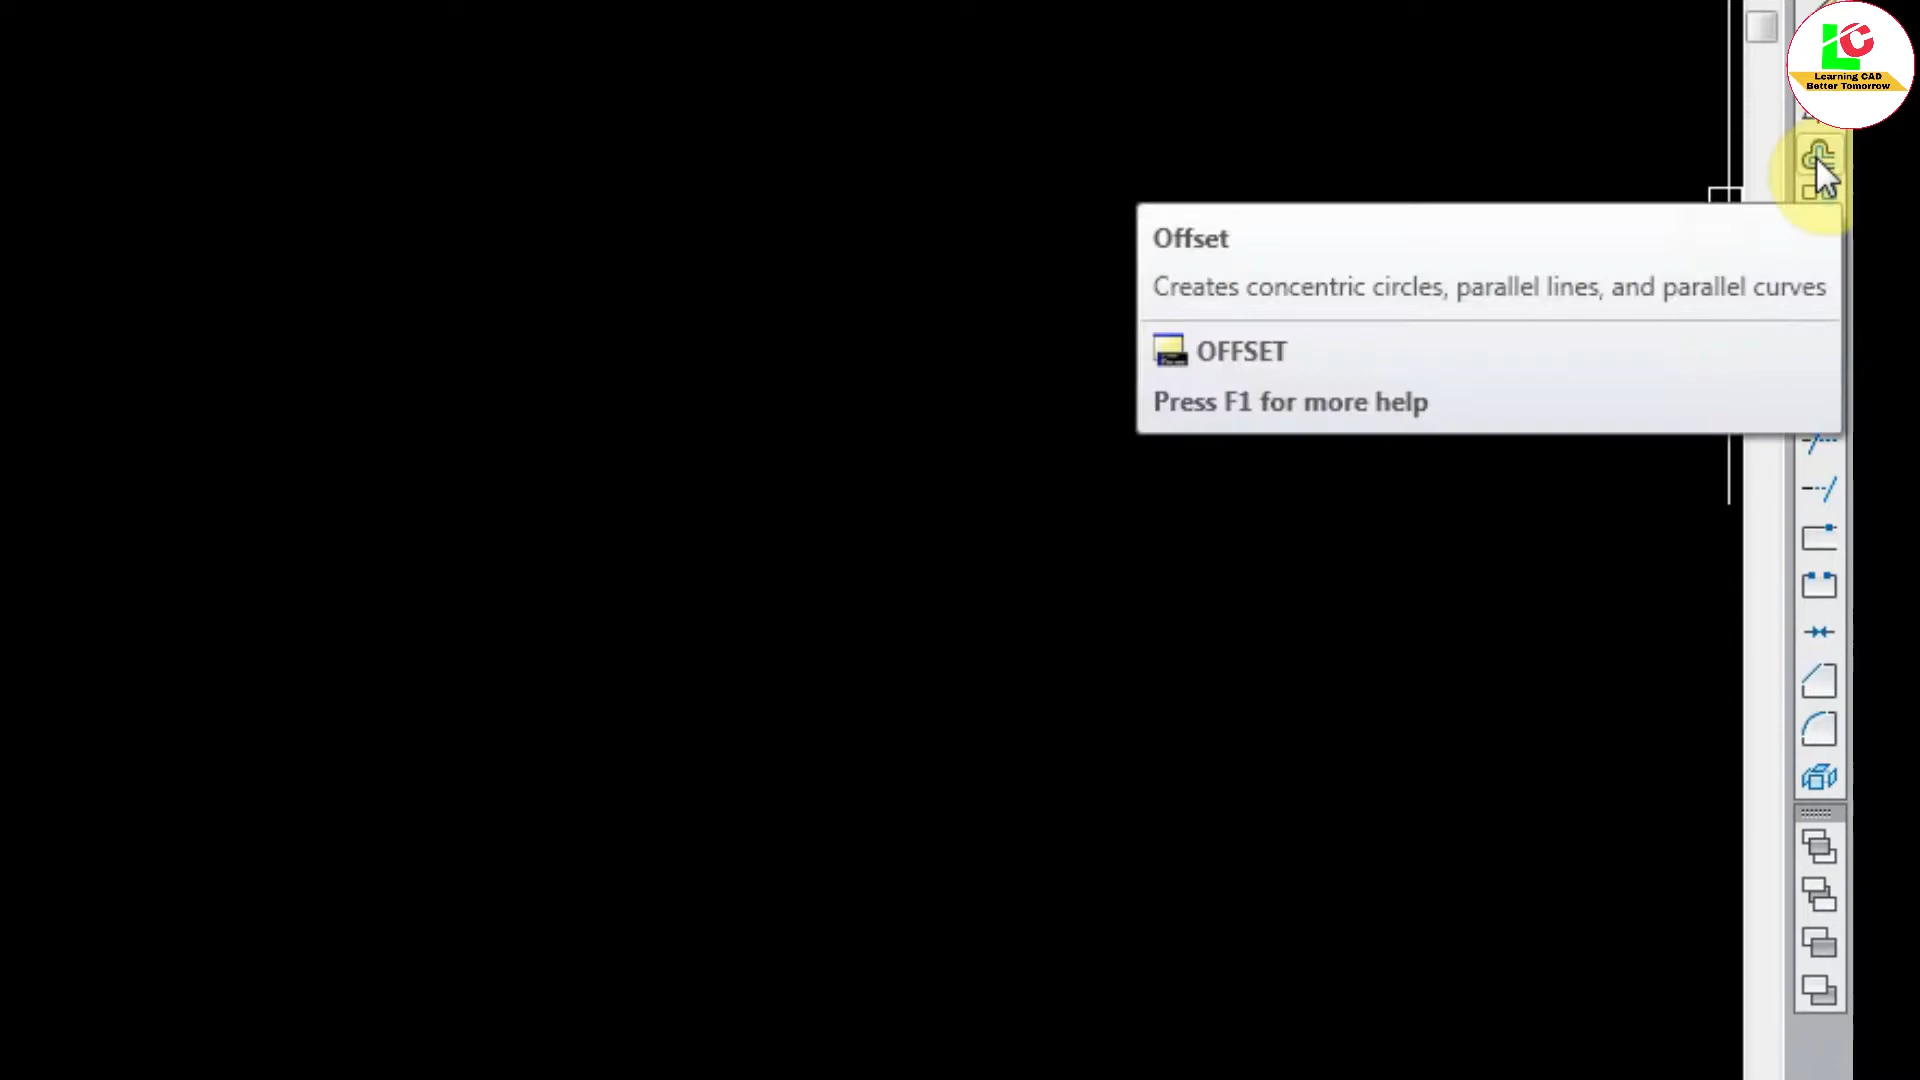 LC
Learning CAD
Better Tomorrow
Offset
Creates concentric circles, parallel lines, and parallel curves
OFFSET
Press F1 for more help